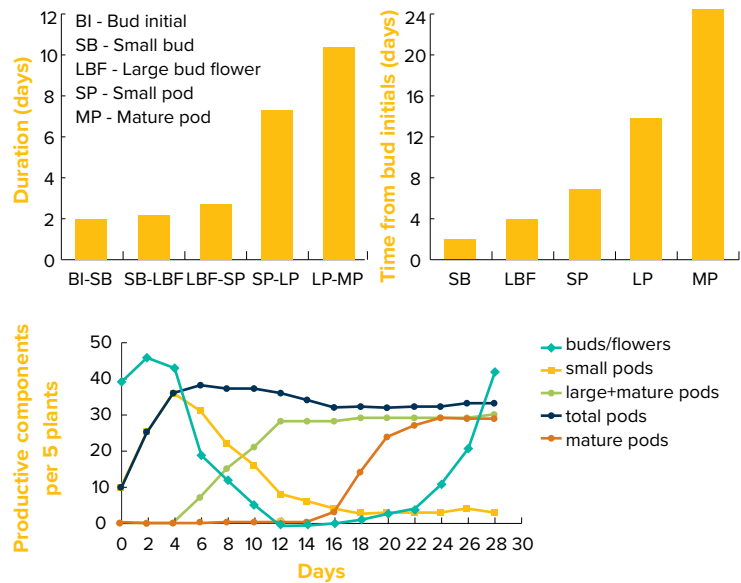 12
10
8
6
4
2
0
Duration (days)
BI - Bud initial
SB - Small bud
LBF - Large bud flower
SP - Small pod
MP - Mature pod
BI-SB SB-LBF LBF-SP SP-LP LP-MP
24
20
16
12
8
4
0
Time from bud initials (days)
SB LBF SP LP MP
50
40
30
20
10
0
Productive components
per 5 plants
0 2 4 6 8 10 12 14 16 18 20 22 24 26 28 30
Days
buds/flowers
small pods
large+mature pods
total pods
mature pods